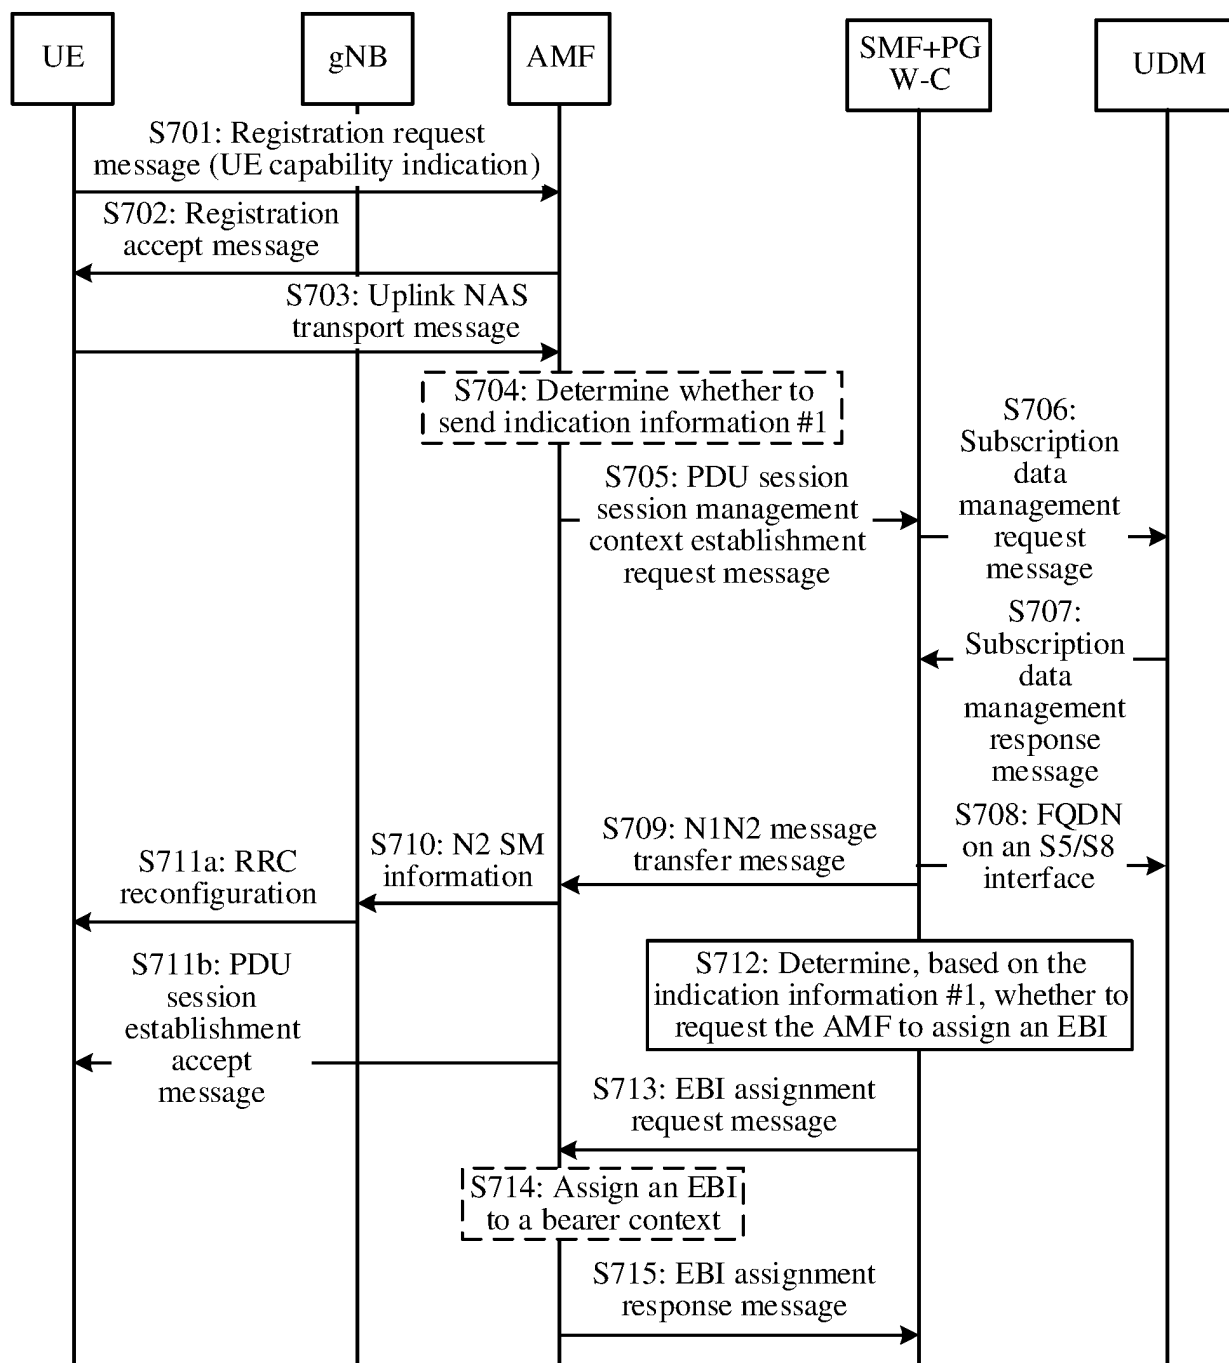 UE
gNB
AMF
SMF+PG
W-C
UDM
S701: Registration request
message (UE capability indication)
S702: Registration
accept message
S703: Uplink NAS
transport message
S704: Determine whether to
send indication information #1
S705: PDU session
session management
context establishment
request message
S706:
Subscription
data
management
request
message
S707:
Subscription
data
management
response
message
S708: FQDN
on an S5/S8
interface
S709: N1N2 message
transfer message
S710: N2 SM
information
S711a: RRC
reconfiguration
S711b: PDU
session
establishment
accept
message
S712: Determine, based on the
indication information #1, whether to
request the AMF to assign an EBI
S713: EBI assignment
request message
S714: Assign an EBI
to a bearer context
S715: EBI assignment
response message